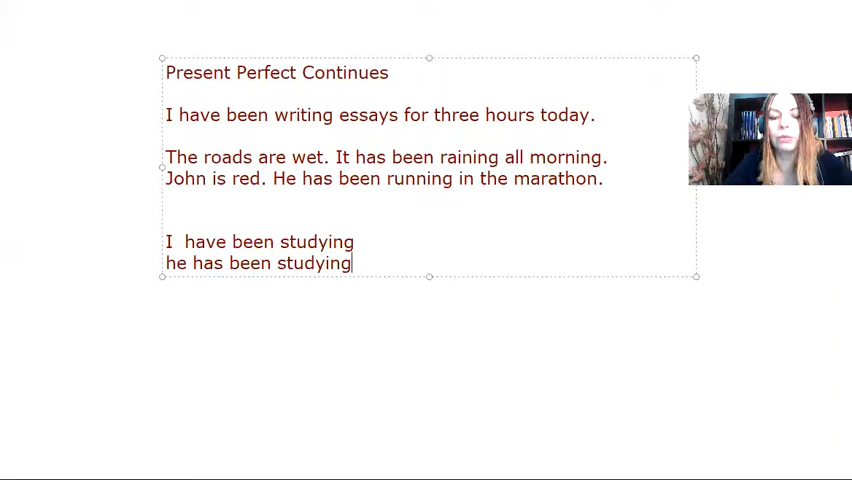 Present Perfect Continues
I have been writing essays for three hours today.
The roads are wet. It has been raining all morning.
John is red. He has been running in the marathon.
I  have been studying
he has been studying